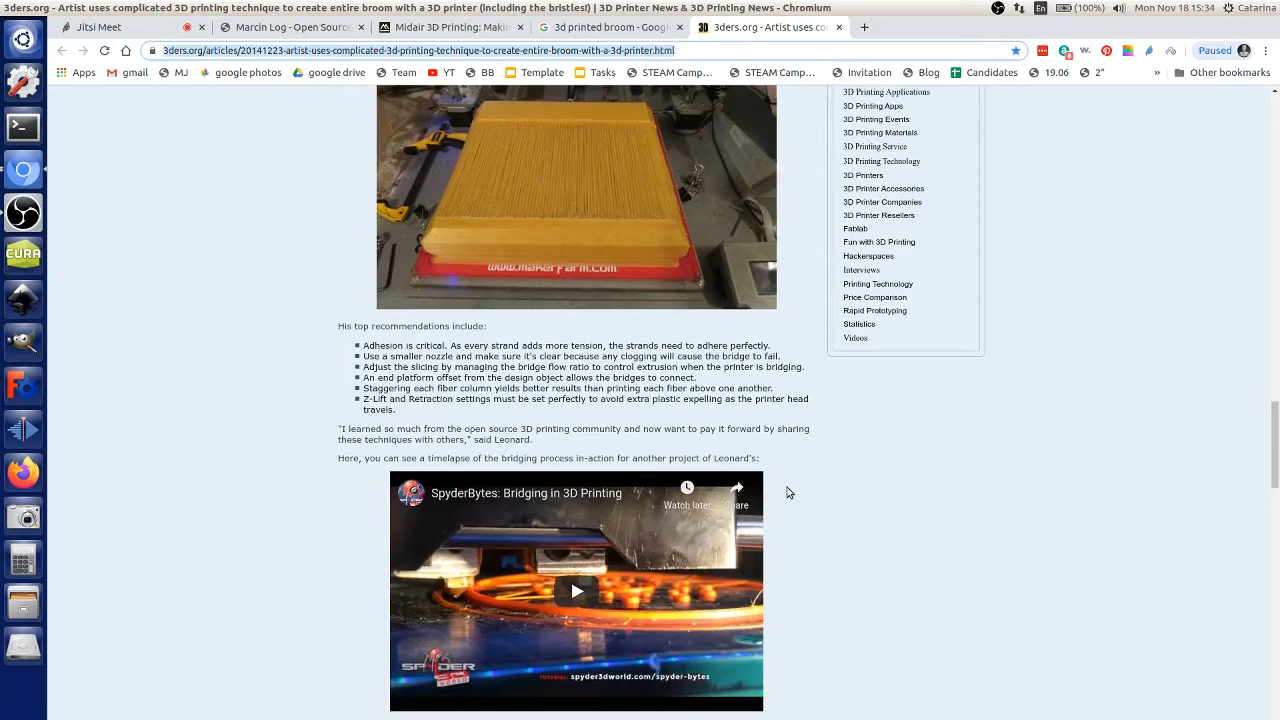 3ders.org - Artist uses complicated 3D printing technique to create entire broom with a 3D printer (including the bristles!) | 3D Printer News & 3D Printing News - Chromium
En
(100%)
Mon Nov 18 15:34
Catarina
Jitsi Meet
Marcin Log - Open Source
Midair 3D Printing: Makin
3d printed broom - Google
3D
3ders.org - Artist uses con
3ders.org/articles/20141223-artist-uses-complicated-3d-printing-technique-to-create-entire-broom-with-a-3d-printer.html
8
Paused
Apps
gmail
google photos
google drive
Team
YT
BB
Template
Tasks
STEAM Camp...
STEAM Camp...
Invitation
Blog
Candidates
19.06
2"
»
Other bookmarks
3D Printing Applications
3D Printing Apps
3D Printing Events
3D Printing Materials
3D Printing Service
3D Printing Technology
3D Printers
3D Printer Accessories
3D Printer Companies
3D Printer Resellers
Fablab
Fun with 3D Printing
Hackerspaces
Interviews
Printing Technology
Price Comparison
Rapid Prototyping
Statistics
Videos
CURA
www.makerfarm.com
His top recommendations include:
Adhesion is critical. As every strand adds more tension, the strands need to adhere perfectly.
Use a smaller nozzle and make sure it's clear because any clogging will cause the bridge to fail.
Adjust the slicing by managing the bridge flow ratio to control extrusion when the printer is bridging.
An end platform offset from the design object allows the bridges to connect.
Staggering each fiber column yields better results than printing each fiber above one another.
Z-Lift and Retraction settings must be set perfectly to avoid extra plastic expelling as the printer head
travels.
"I learned so much from the open source 3D printing community and now want to pay it forward by sharing
these techniques with others," said Leonard.
Here, you can see a timelapse of the bridging process in-action for another project of Leonard's:
SpyderBytes: Bridging in 3D Printing
Watch later
Share
SPYDER
WORLD
TUTORIAL: spyder3dworld.com/spyder-bytes